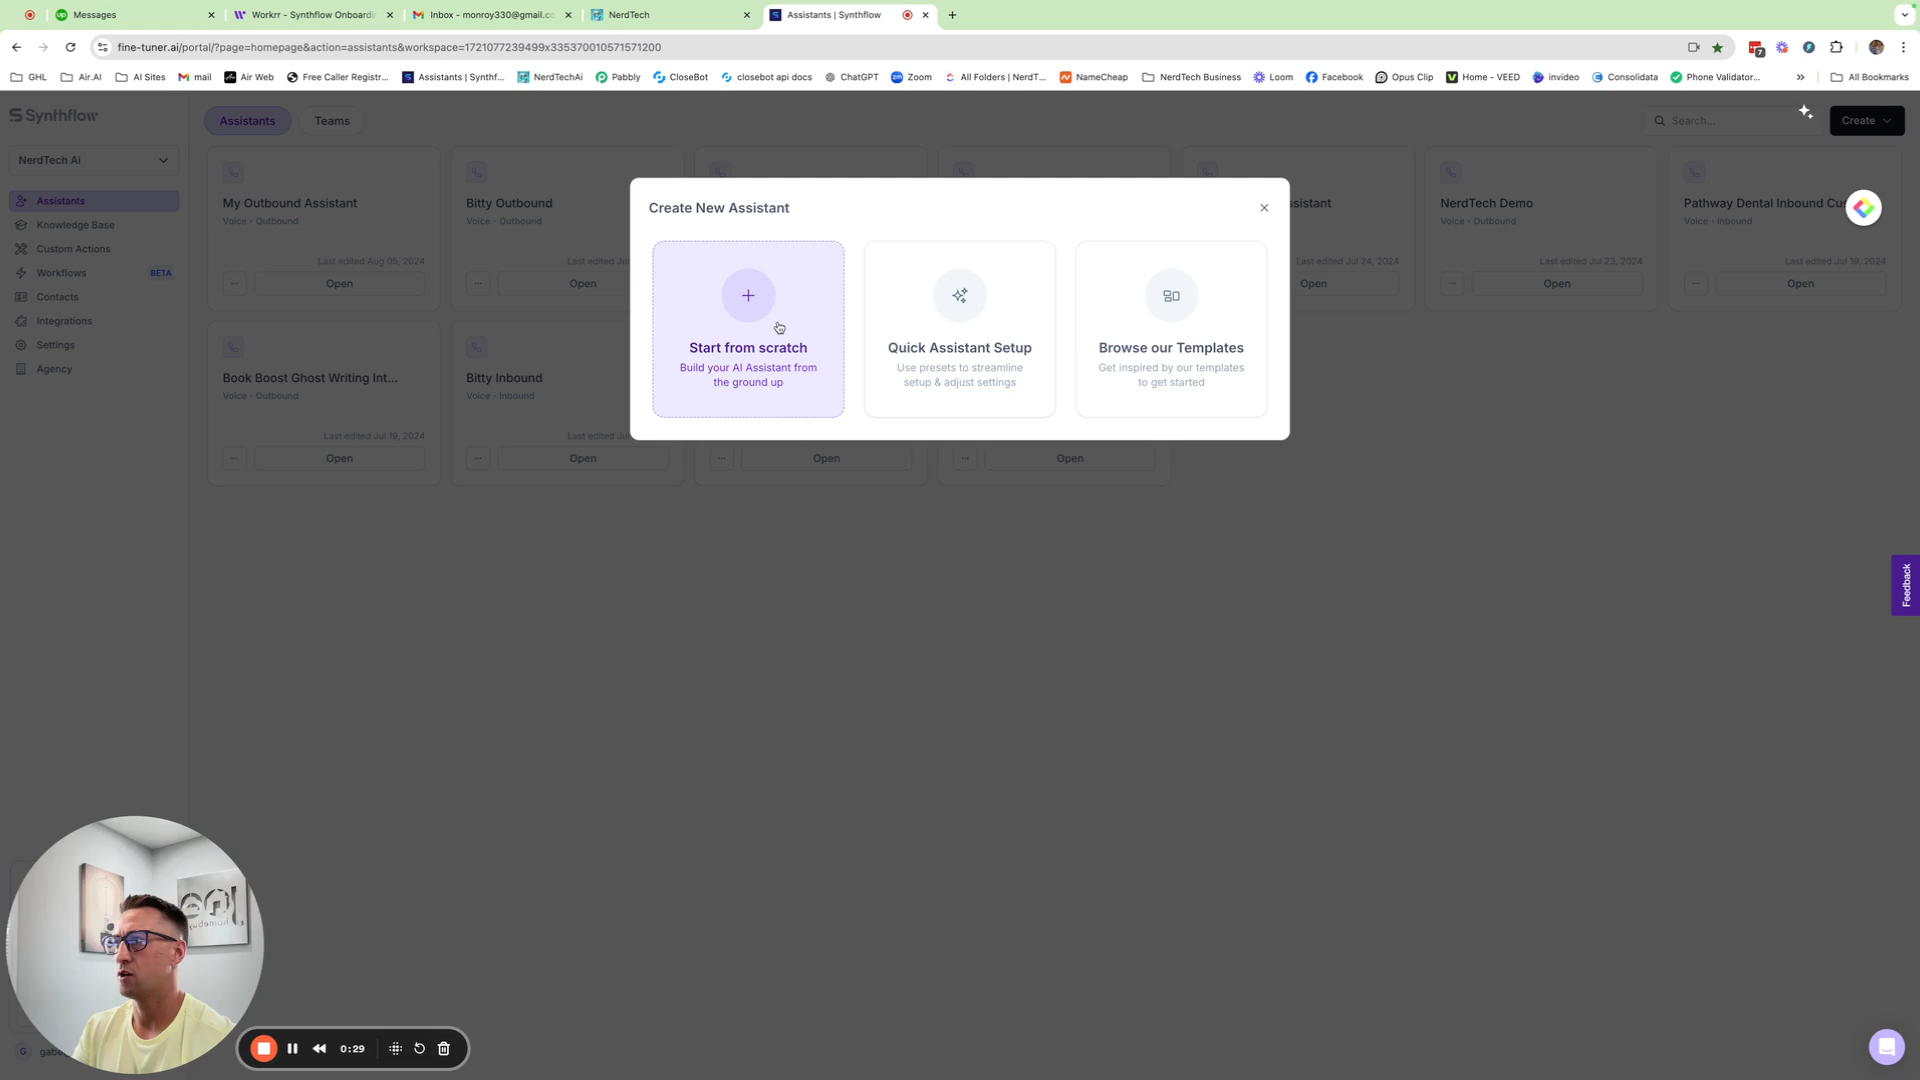 Messages
Workrr - Synthflow Onboardin
Inbox - monroy330@gmail.co
NerdTech
Assistants | Synthflow
fine-tuner.ai/portal/?page=homepage&action=assistants&workspace=1721077239499x335370010571571200
7
GHL
Air.AI
AI Sites
mail
Air Web
Free Caller Registr...
Assistants | Synthf...
NerdTechAi
Pabbly
CloseBot
closebot api docs
ChatGPT
Zoom
All Folders | NerdT...
NameCheap
NerdTech Business
Loom
Facebook
Opus Clip
Home - VEED
invideo
Consolidata
Phone Validator...
All Bookmarks
Synthflow
Assistants
Teams
Search...
Create
NerdTech Ai
Assistants
Knowledge Base
Custom Actions
Workflows
BETA
Contacts
Integrations
Settings
Agency
My Outbound Assistant
Voice - Outbound
Last edited Aug 05, 2024
Open
Bitty Outbound
Voice - Outbound
Last edited Jul
Open
sistant
Jul 24, 2024
Open
NerdTech Demo
Voice - Outbound
Last edited Jul 23, 2024
Open
Pathway Dental Inbound Cu
Voice - Inbound
Last edited Jul 19, 2024
Open
Create New Assistant
Start from scratch
Build your AI Assistant from
the ground up
Quick Assistant Setup
Use presets to streamline
setup & adjust settings
Browse our Templates
Get inspired by our templates
to get started
Book Boost Ghost Writing Int...
Voice - Outbound
Last edited Jul 19, 2024
Open
Bitty Inbound
Voice - Inbound
Last edited Jul
Open
Open
Open
Feedback
G
0:29